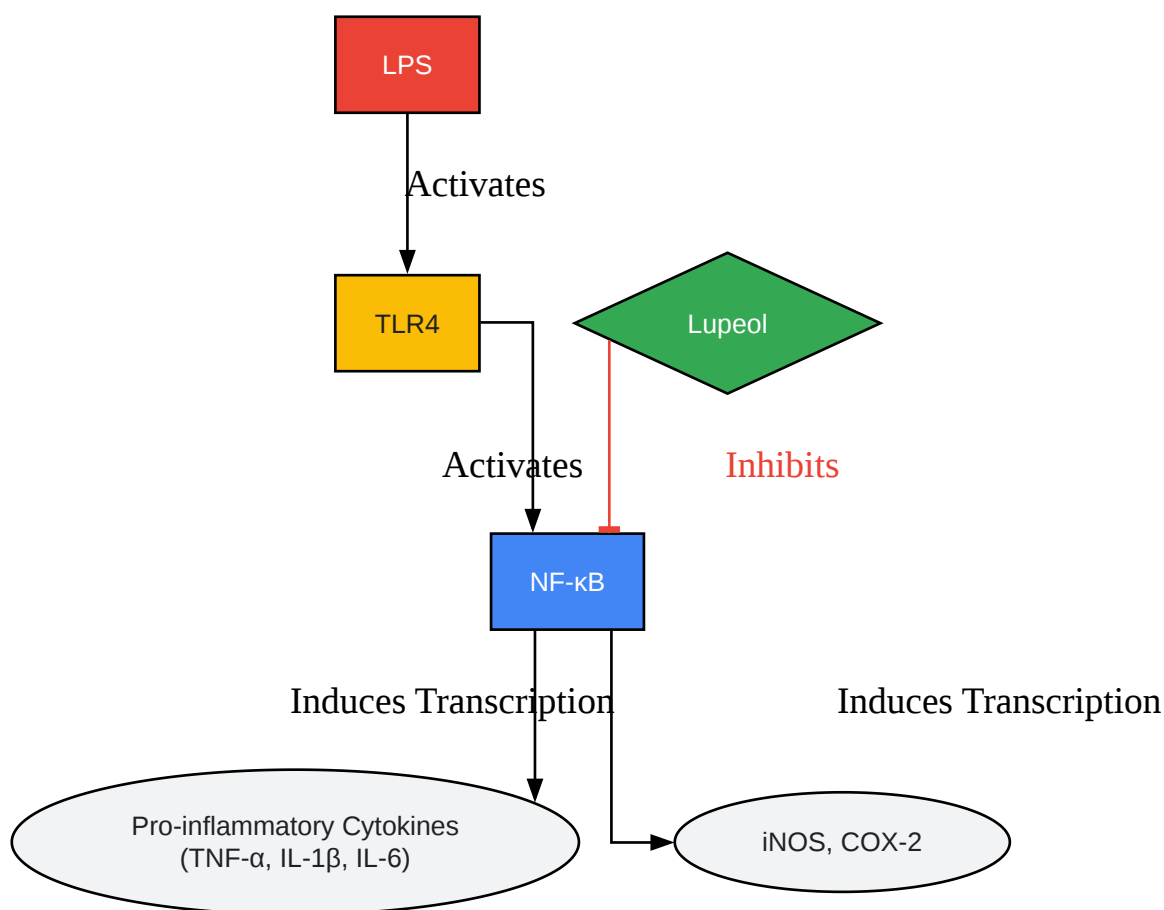 LPS
Activates
TLR4
Lupeol
Activates
Inhibits
NF-κB
Induces Transcription
Induces Transcription
Pro-inflammatory Cytokines
(TNF-α, IL-1β, IL-6)
iNOS, COX-2